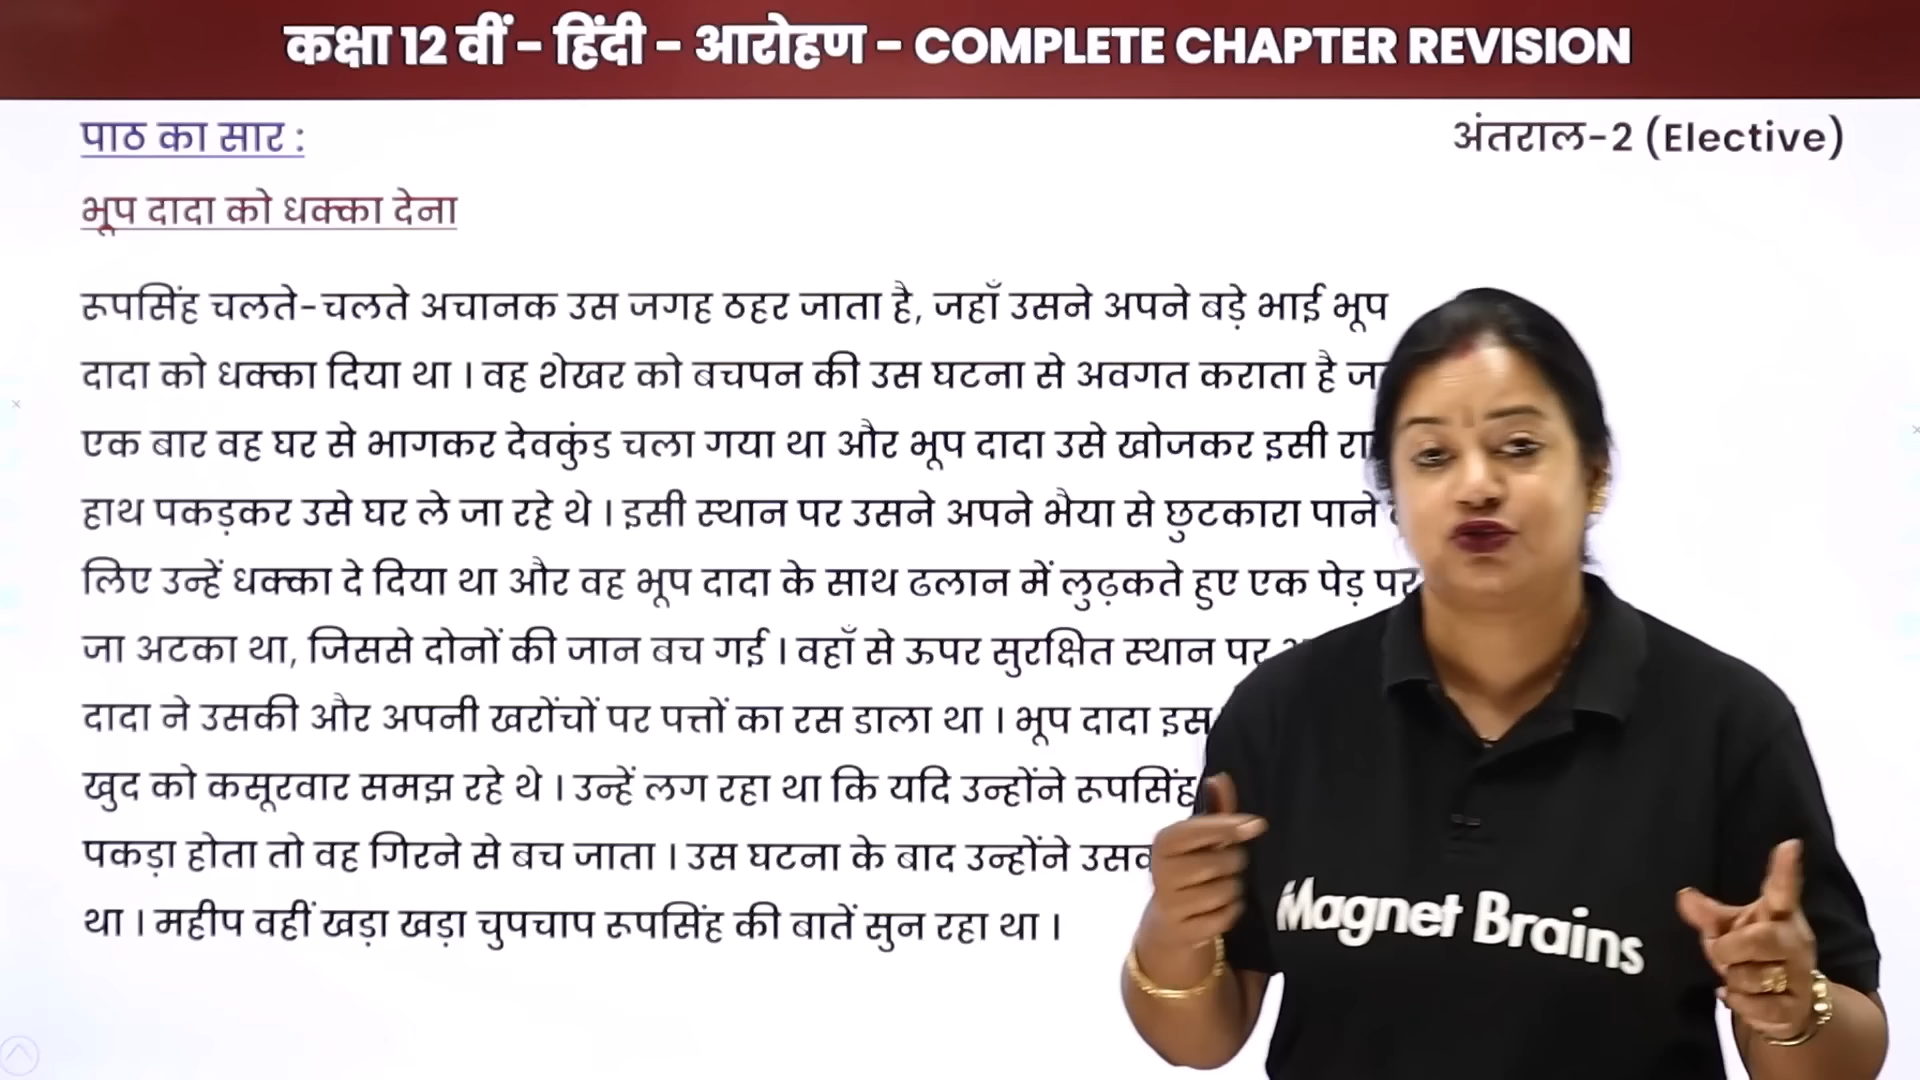 कक्षा 12 वीं - हिंदी - आरोहण - COMPLETE CHAPTER REVISION
पाठ का सार :
अंतराल-2 (Elective)
भूप दादा को धक्का देना
रूपसिंह चलते-चलते अचानक उस जगह ठहर जाता है, जहाँ उसने अपने बड़े भाई भूप
दादा को धक्का दिया था । वह शेखर को बचपन की उस घटना से अवगत कराता है
एक बार वह घर से भागकर देवकुंड चला गया था और भूप दादा उसे खोजकर इसी
हाथ पकड़कर उसे घर ले जा रहे थे । इसी स्थान पर उसने अपने भैया से छुटकारा पाने
लिए उन्हें धक्का दे दिया था और वह भूप दादा के साथ ढलान में लुढ़कते हुए एक पेड़ पर
जा अटका था, जिससे दोनों की जान बच गई । वहाँ से ऊपर सुरक्षित स्थान पर
दादा ने उसकी और अपनी खरोंचों पर पत्तों का रस डाला था । भूप दादा इस
खुद को कसूरवार समझ रहे थे । उन्हें लग रहा था कि यदि उन्होंने रूपसिंह
पकड़ा होता तो वह गिरने से बच जाता । उस घटना के बाद उन्होंने
था । महीप वहीं खड़ा खड़ा चुपचाप रूपसिंह की बातें सुन रहा था ।
Magnet Brains